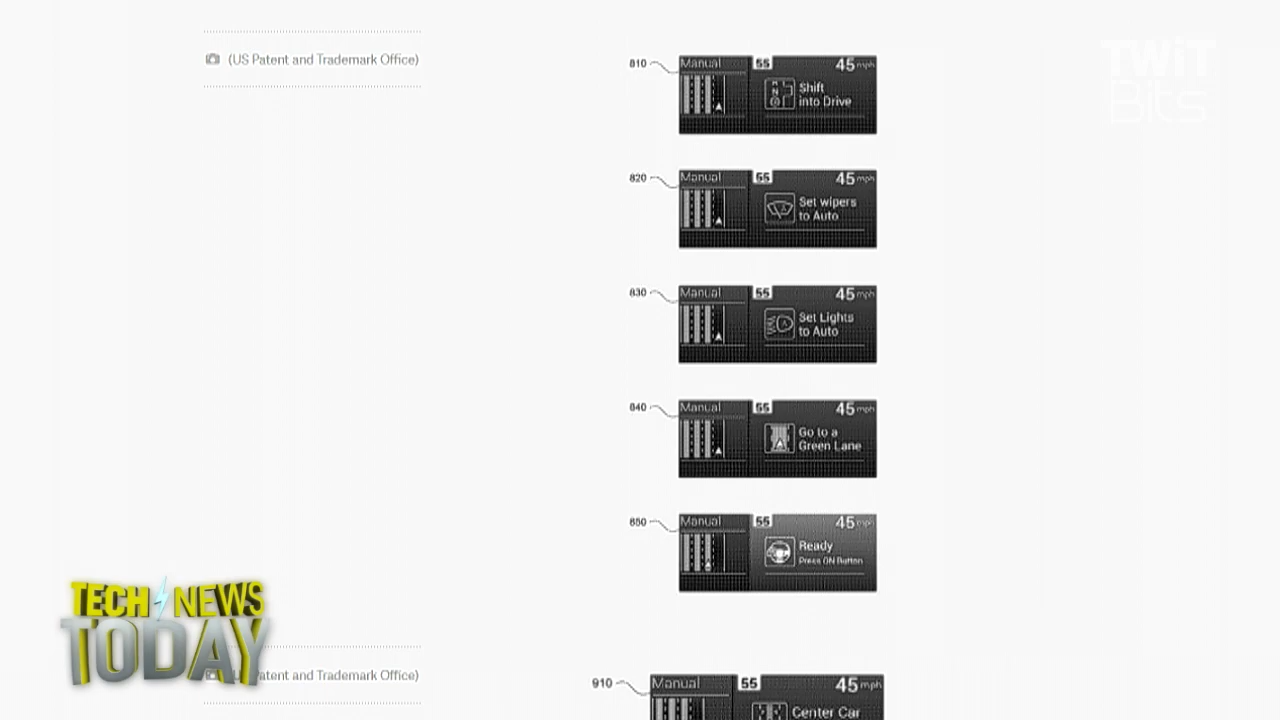 (US Patent and Trademark Office)
TWiT
Bits
810
Manual
55
45 mph
Shift
into Drive
820
Manual
55
45 mph
Set wipers
to Auto
830
Manual
55
45 mph
Set Lights
to Auto
840
Manual
55
45 mph
Go to a
Green Lane
850
Manual
55
45 mph
Ready
Press ON Button
TECH NEWS
TODAY
atent and Trademark Office)
910
Manual
55
45 mph
Center Car